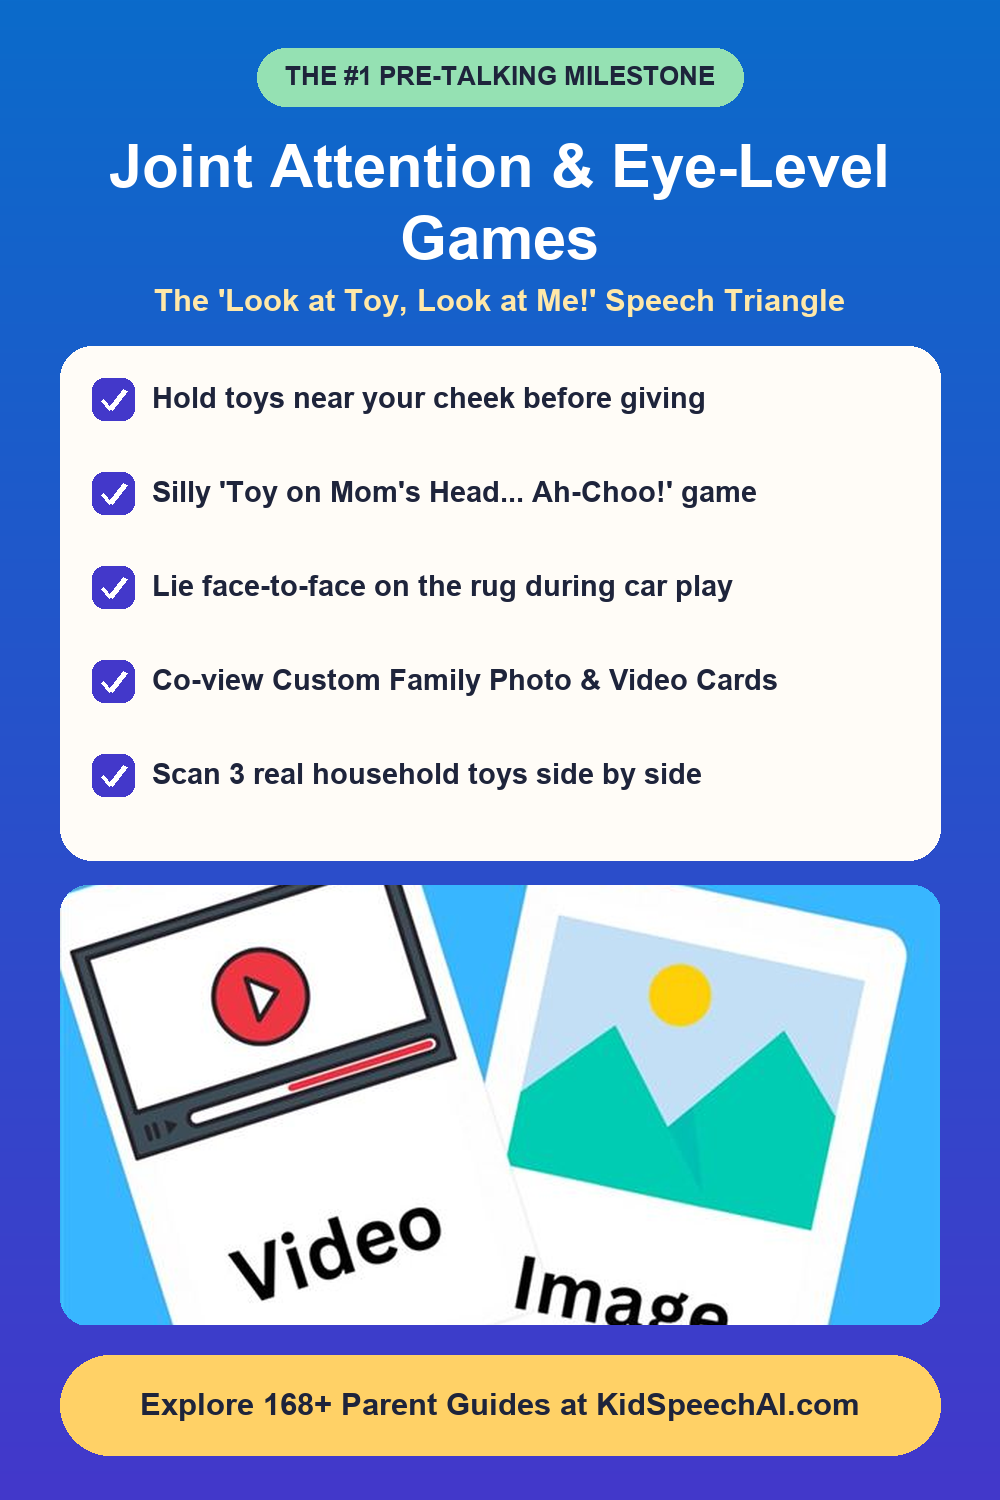 THE #1 PRE-TALKING MILESTONE
Joint Attention & Eye-Level
Games
The 'Look at Toy, Look at Me!' Speech Triangle
Hold toys near your cheek before giving
Silly 'Toy on Mom's Head... Ah-Choo!' game
Lie face-to-face on the rug during car play
Co-view Custom Family Photo & Video Cards
Scan 3 real household toys side by side
Video
Image
Explore 168+ Parent Guides at KidSpeechAI.com